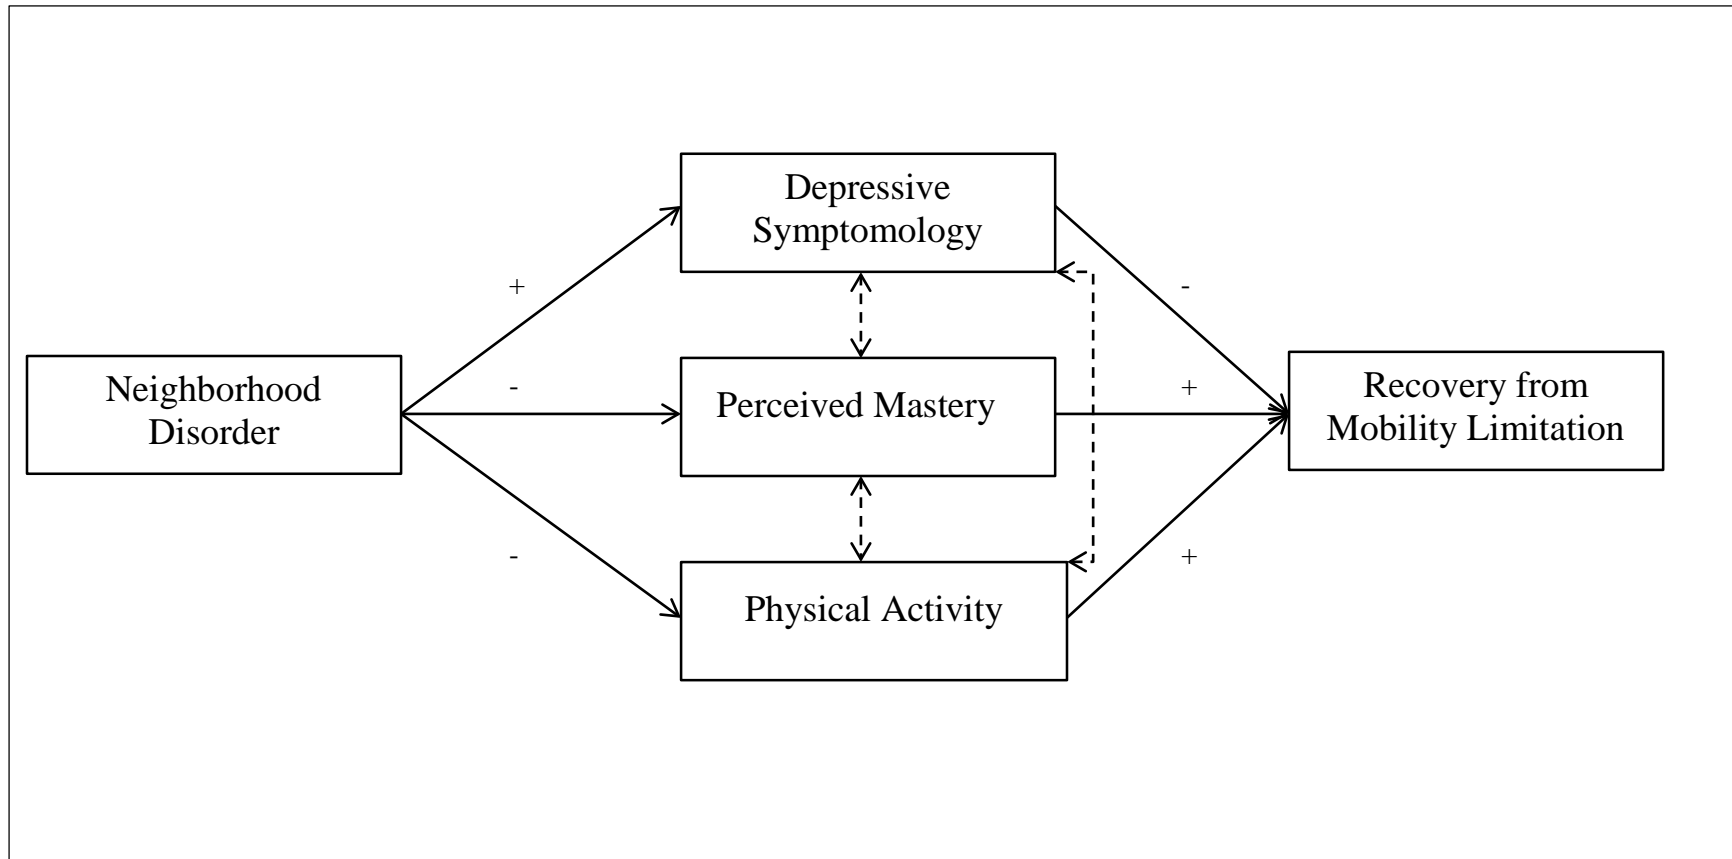 Depressive
Symptomology
+
-
Neighborhood
Disorder
-
Perceived Mastery
+
Recovery from
Mobility Limitation
-
Physical Activity
+